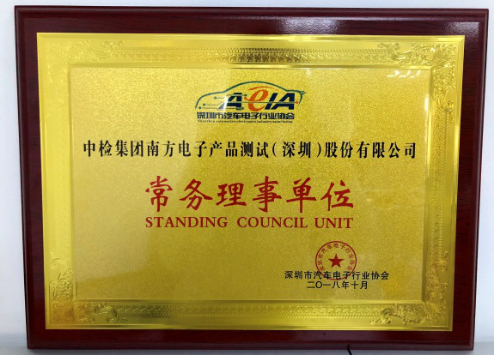 SAeIA
深圳市汽车电子行业协会
中检集团南方电子产品测试(深圳)股份有限公司
常务理事单位
STANDING COUNCIL UNIT
深圳市汽车电子行业协会
二〇一八年十月